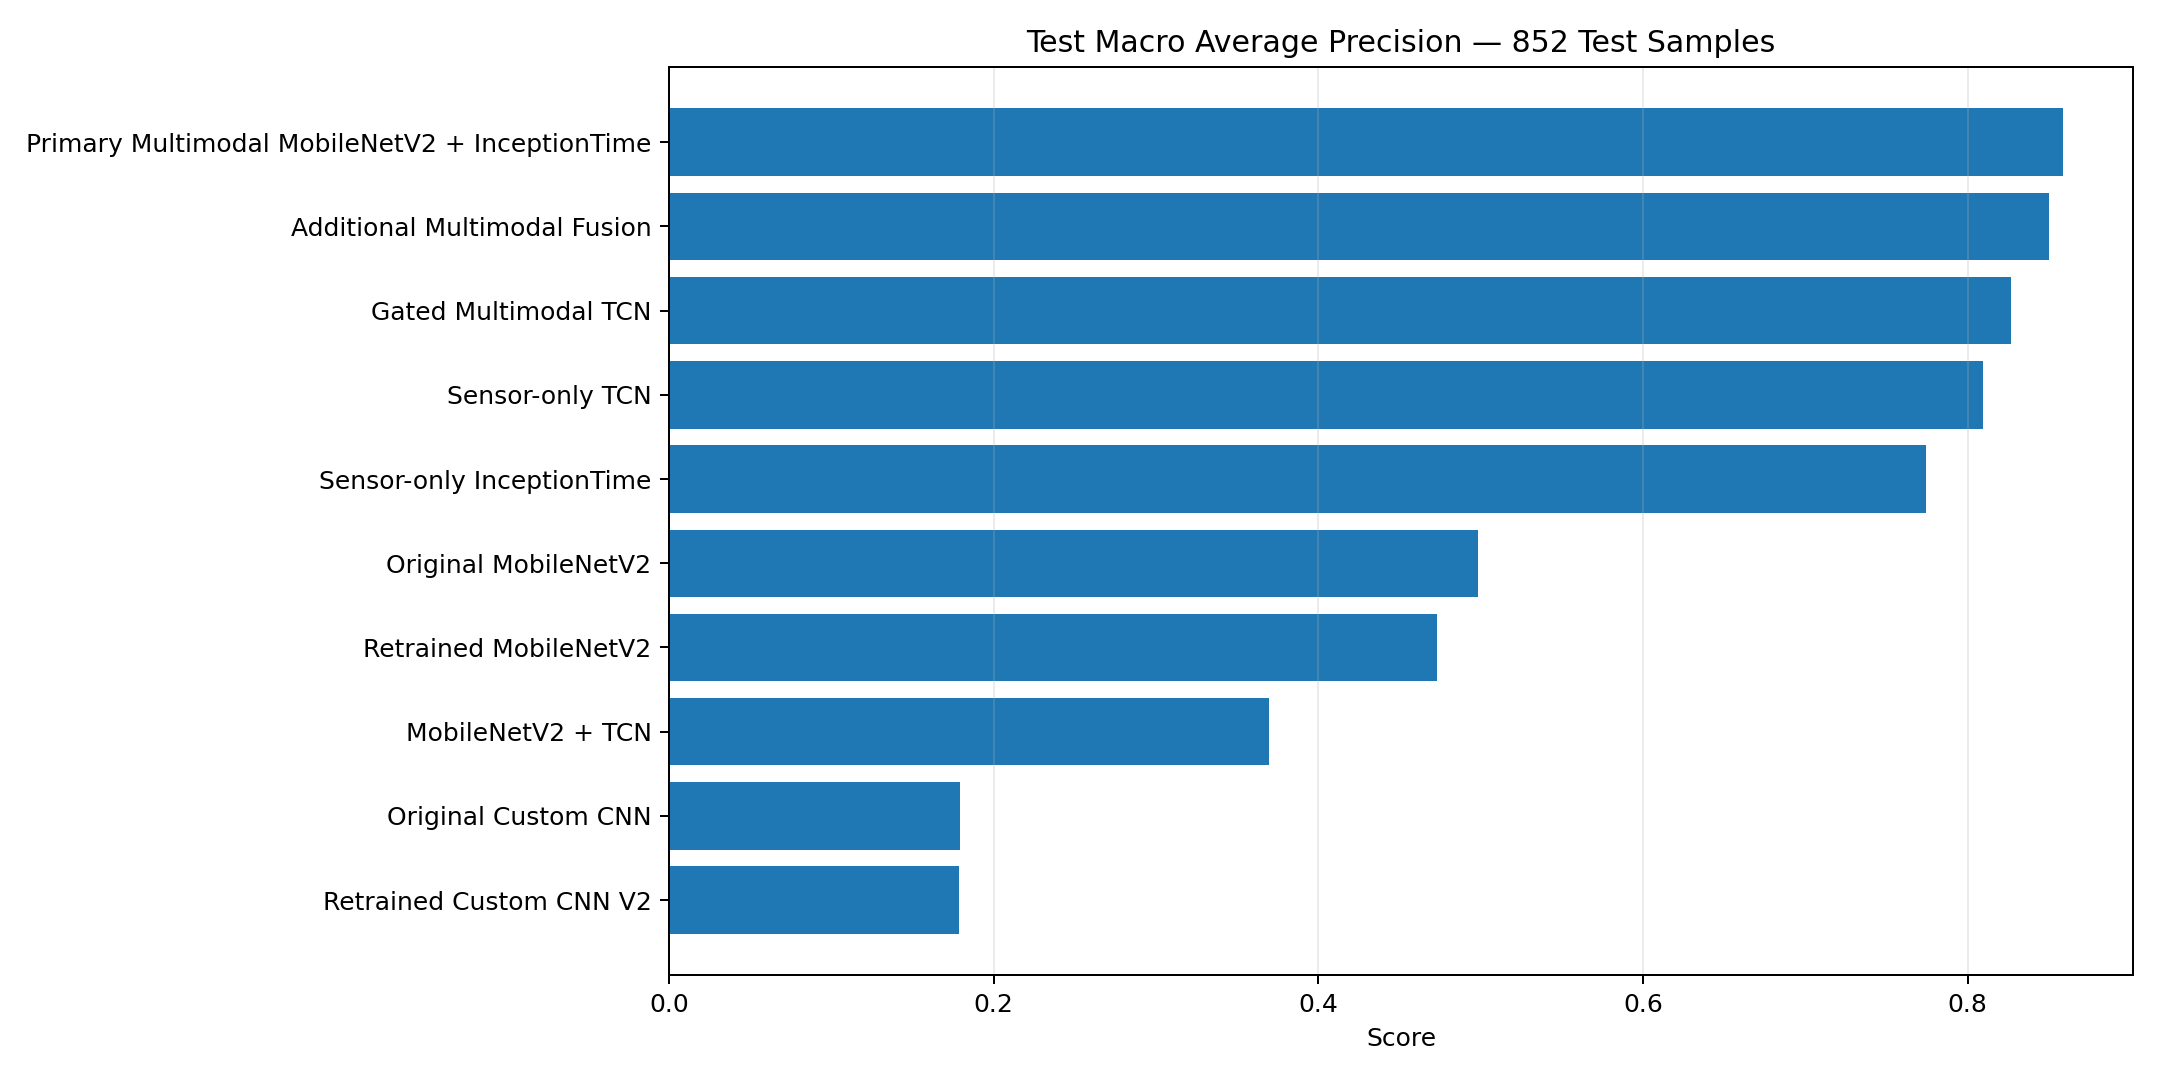 Test Macro Average Precision — 852 Test Samples
Primary Multimodal MobileNetV2 + InceptionTime
Additional Multimodal Fusion
Gated Multimodal TCN
Sensor-only TCN
Sensor-only InceptionTime
Original MobileNetV2
Retrained MobileNetV2
MobileNetV2 + TCN
Original Custom CNN
Retrained Custom CNN V2
0.0 0.2 0.4 0.6 0.8
Score